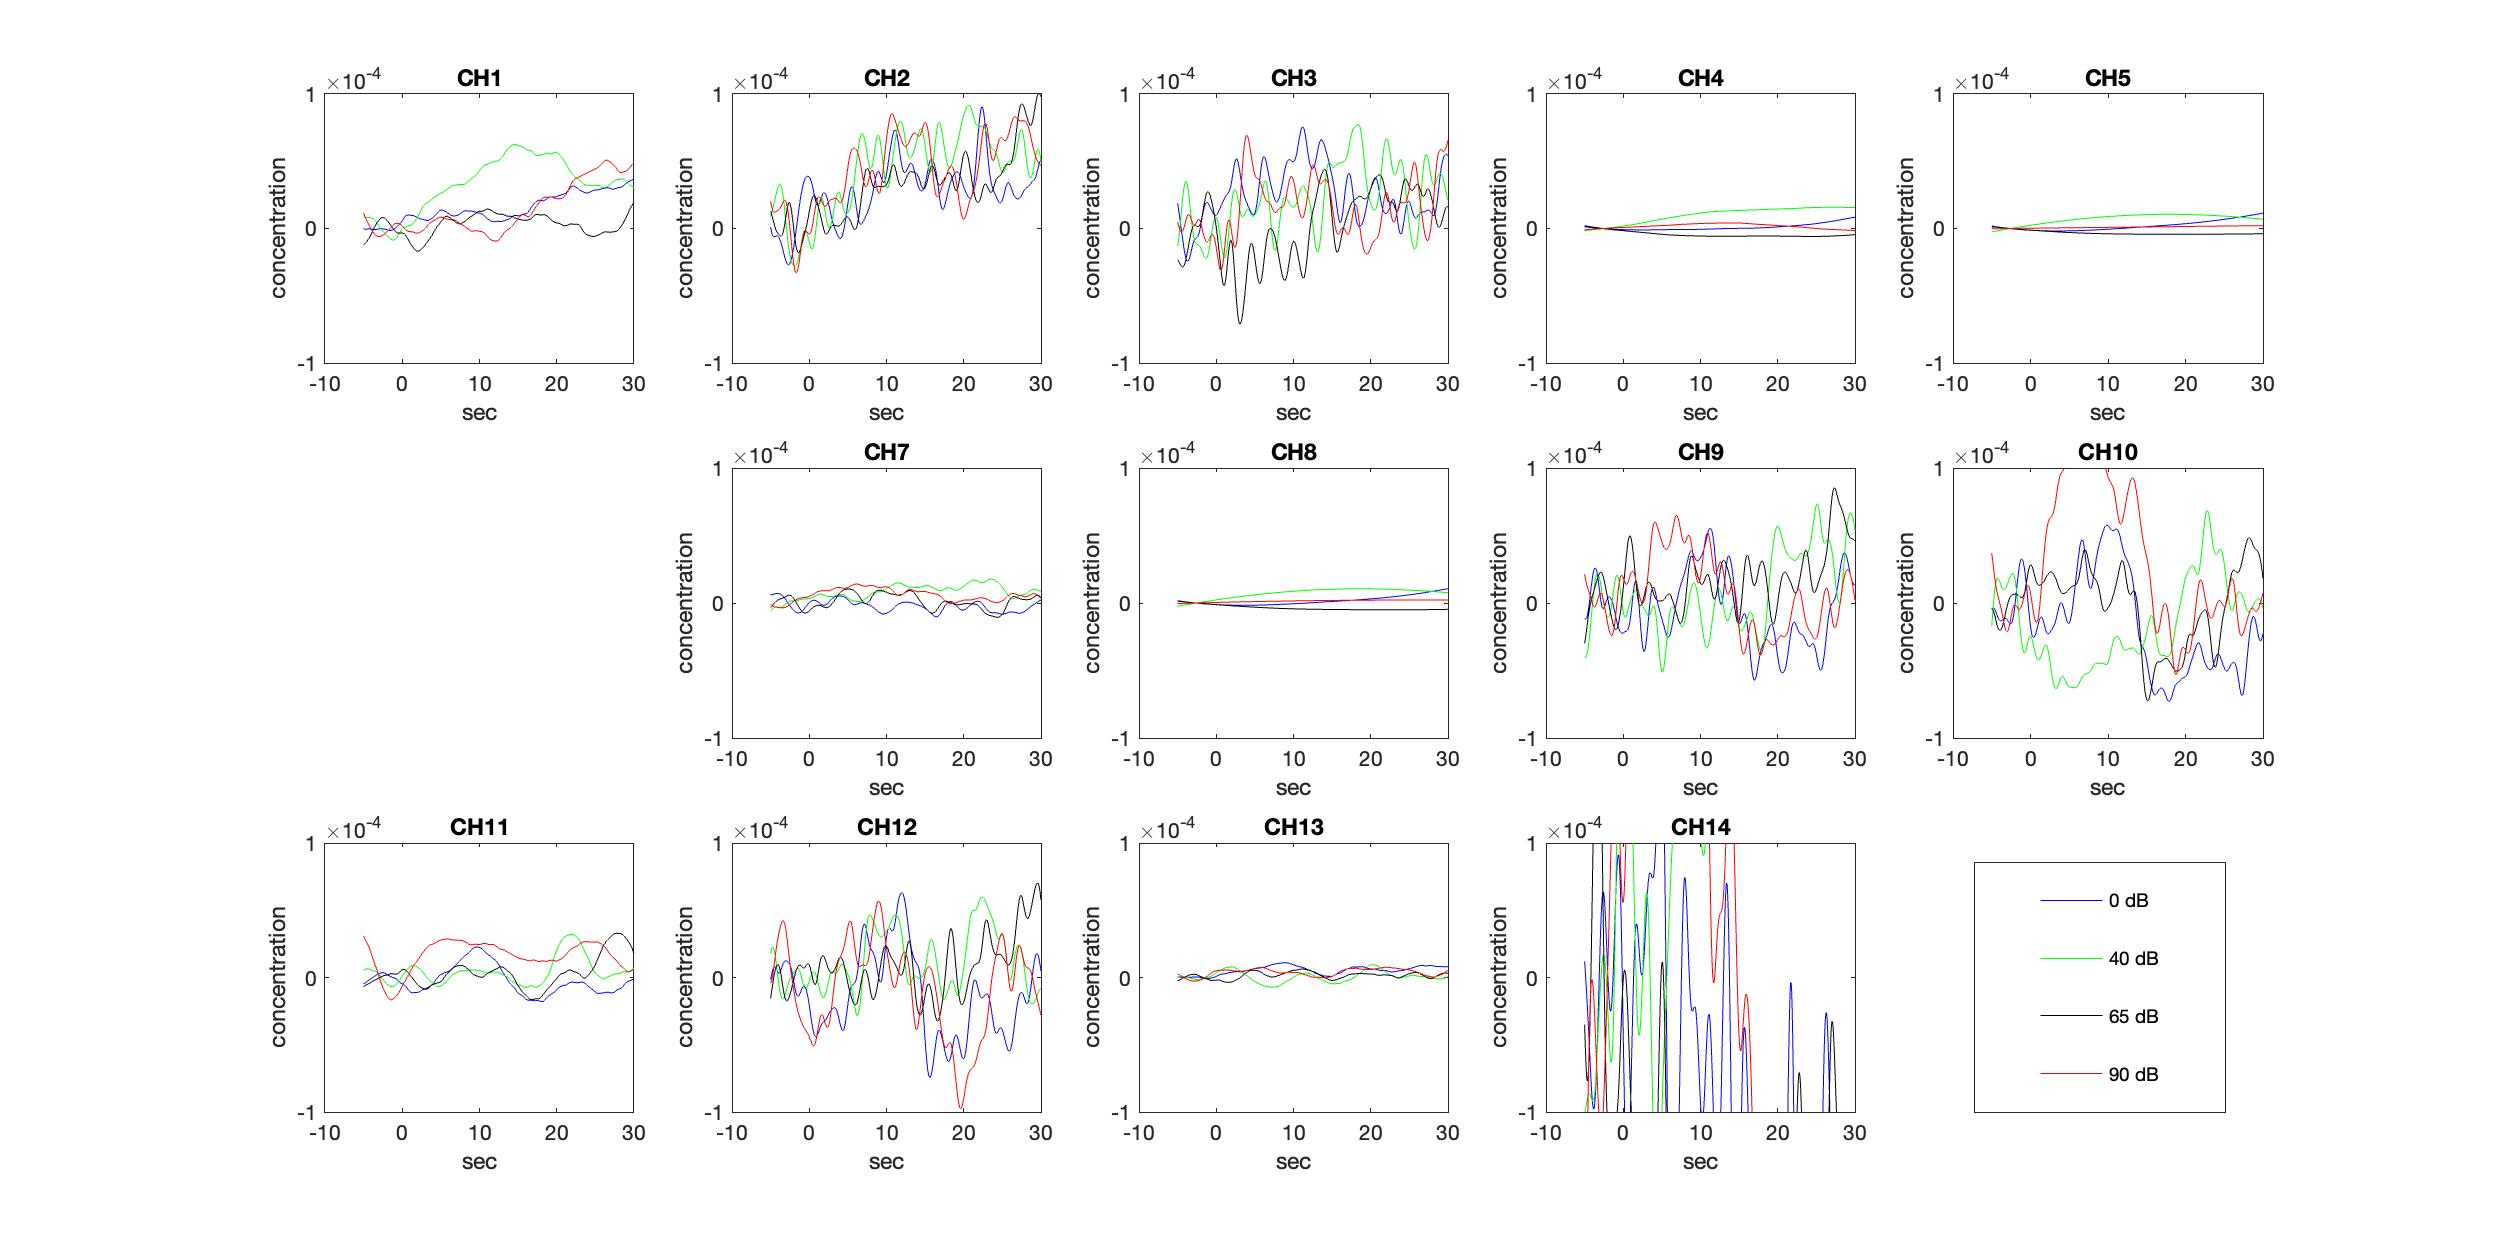 CH1 CH2 CH3 CH4 CH5
×10-4 ×10-4 ×10-4 ×10-4 ×10-4
1 1 1 1 1
concentration concentration concentration concentration concentration
0 0 0 0 0
-1 -1 -1 -1 -1
-10 0 10 20 30 -10 0 10 20 30 -10 0 10 20 30 -10 0 10 20 30 -10 0 10 20 30
sec sec sec sec sec
CH7 CH8 CH9 CH10
×10-4 ×10-4 ×10-4 ×10-4
1 1 1 1
concentration concentration concentration concentration
0 0 0 0
-1 -1 -1 -1
-10 0 10 20 30 -10 0 10 20 30 -10 0 10 20 30 -10 0 10 20 30
sec sec sec sec
CH11 CH12 CH13 CH14
×10-4 ×10-4 ×10-4 ×10-4
1 1 1 1
concentration concentration concentration concentration
0 0 0 0
-1 -1 -1 -1
-10 0 10 20 30 -10 0 10 20 30 -10 0 10 20 30 -10 0 10 20 30
sec sec sec sec
0 dB
40 dB
65 dB
90 dB